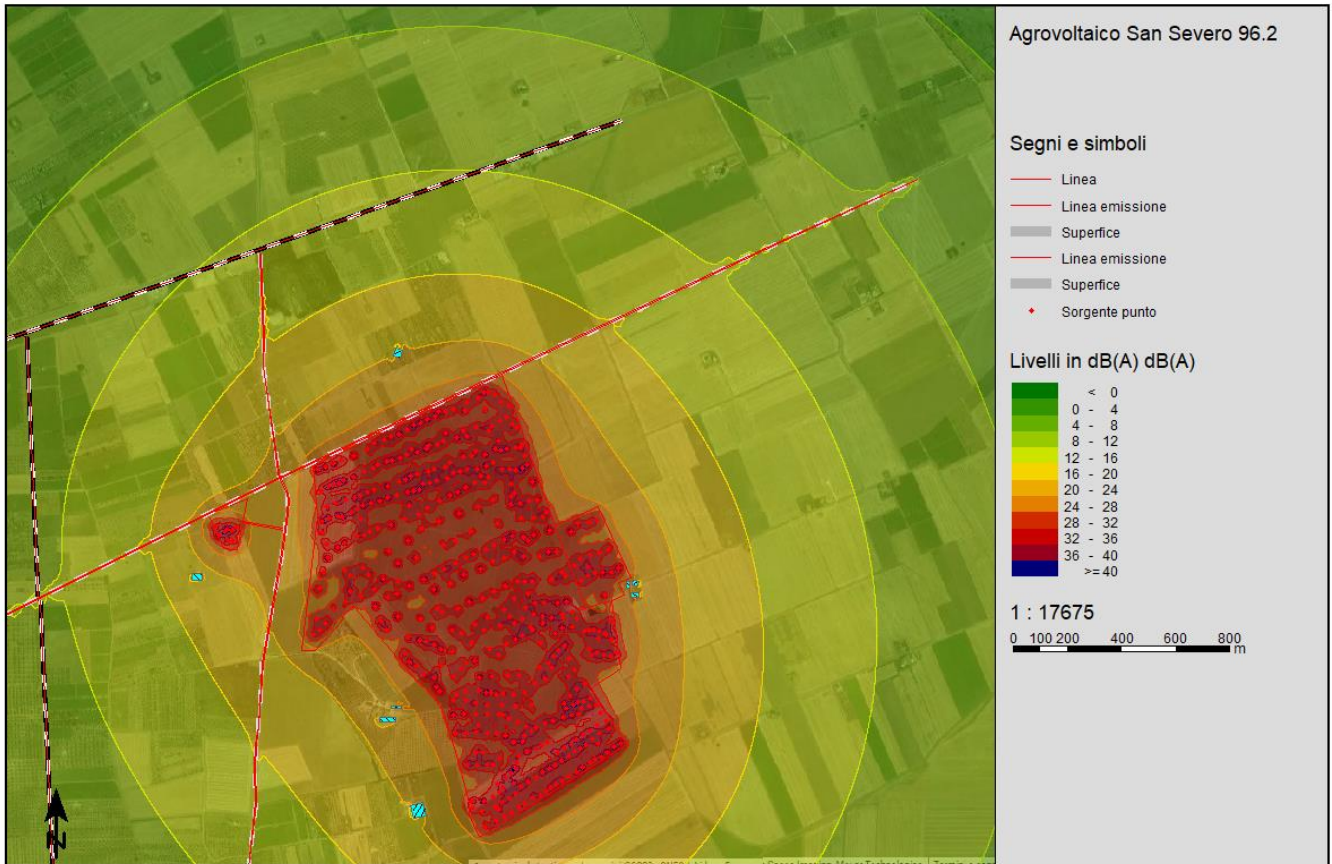 Agrovoltaico San Severo 96.2
Segni e simboli
Linea
Linea emissione
Superfice
Linea emissione
Superfice
Sorgente punto
Livelli in dB(A) dB(A)
< 0
0 - 4
4 - 8
8 - 12
12 - 16
16 - 20
20 - 24
24 - 28
28 - 32
32 - 36
36 - 40
>= 40
1 : 17675
0 100 200 400 600 800
m
N